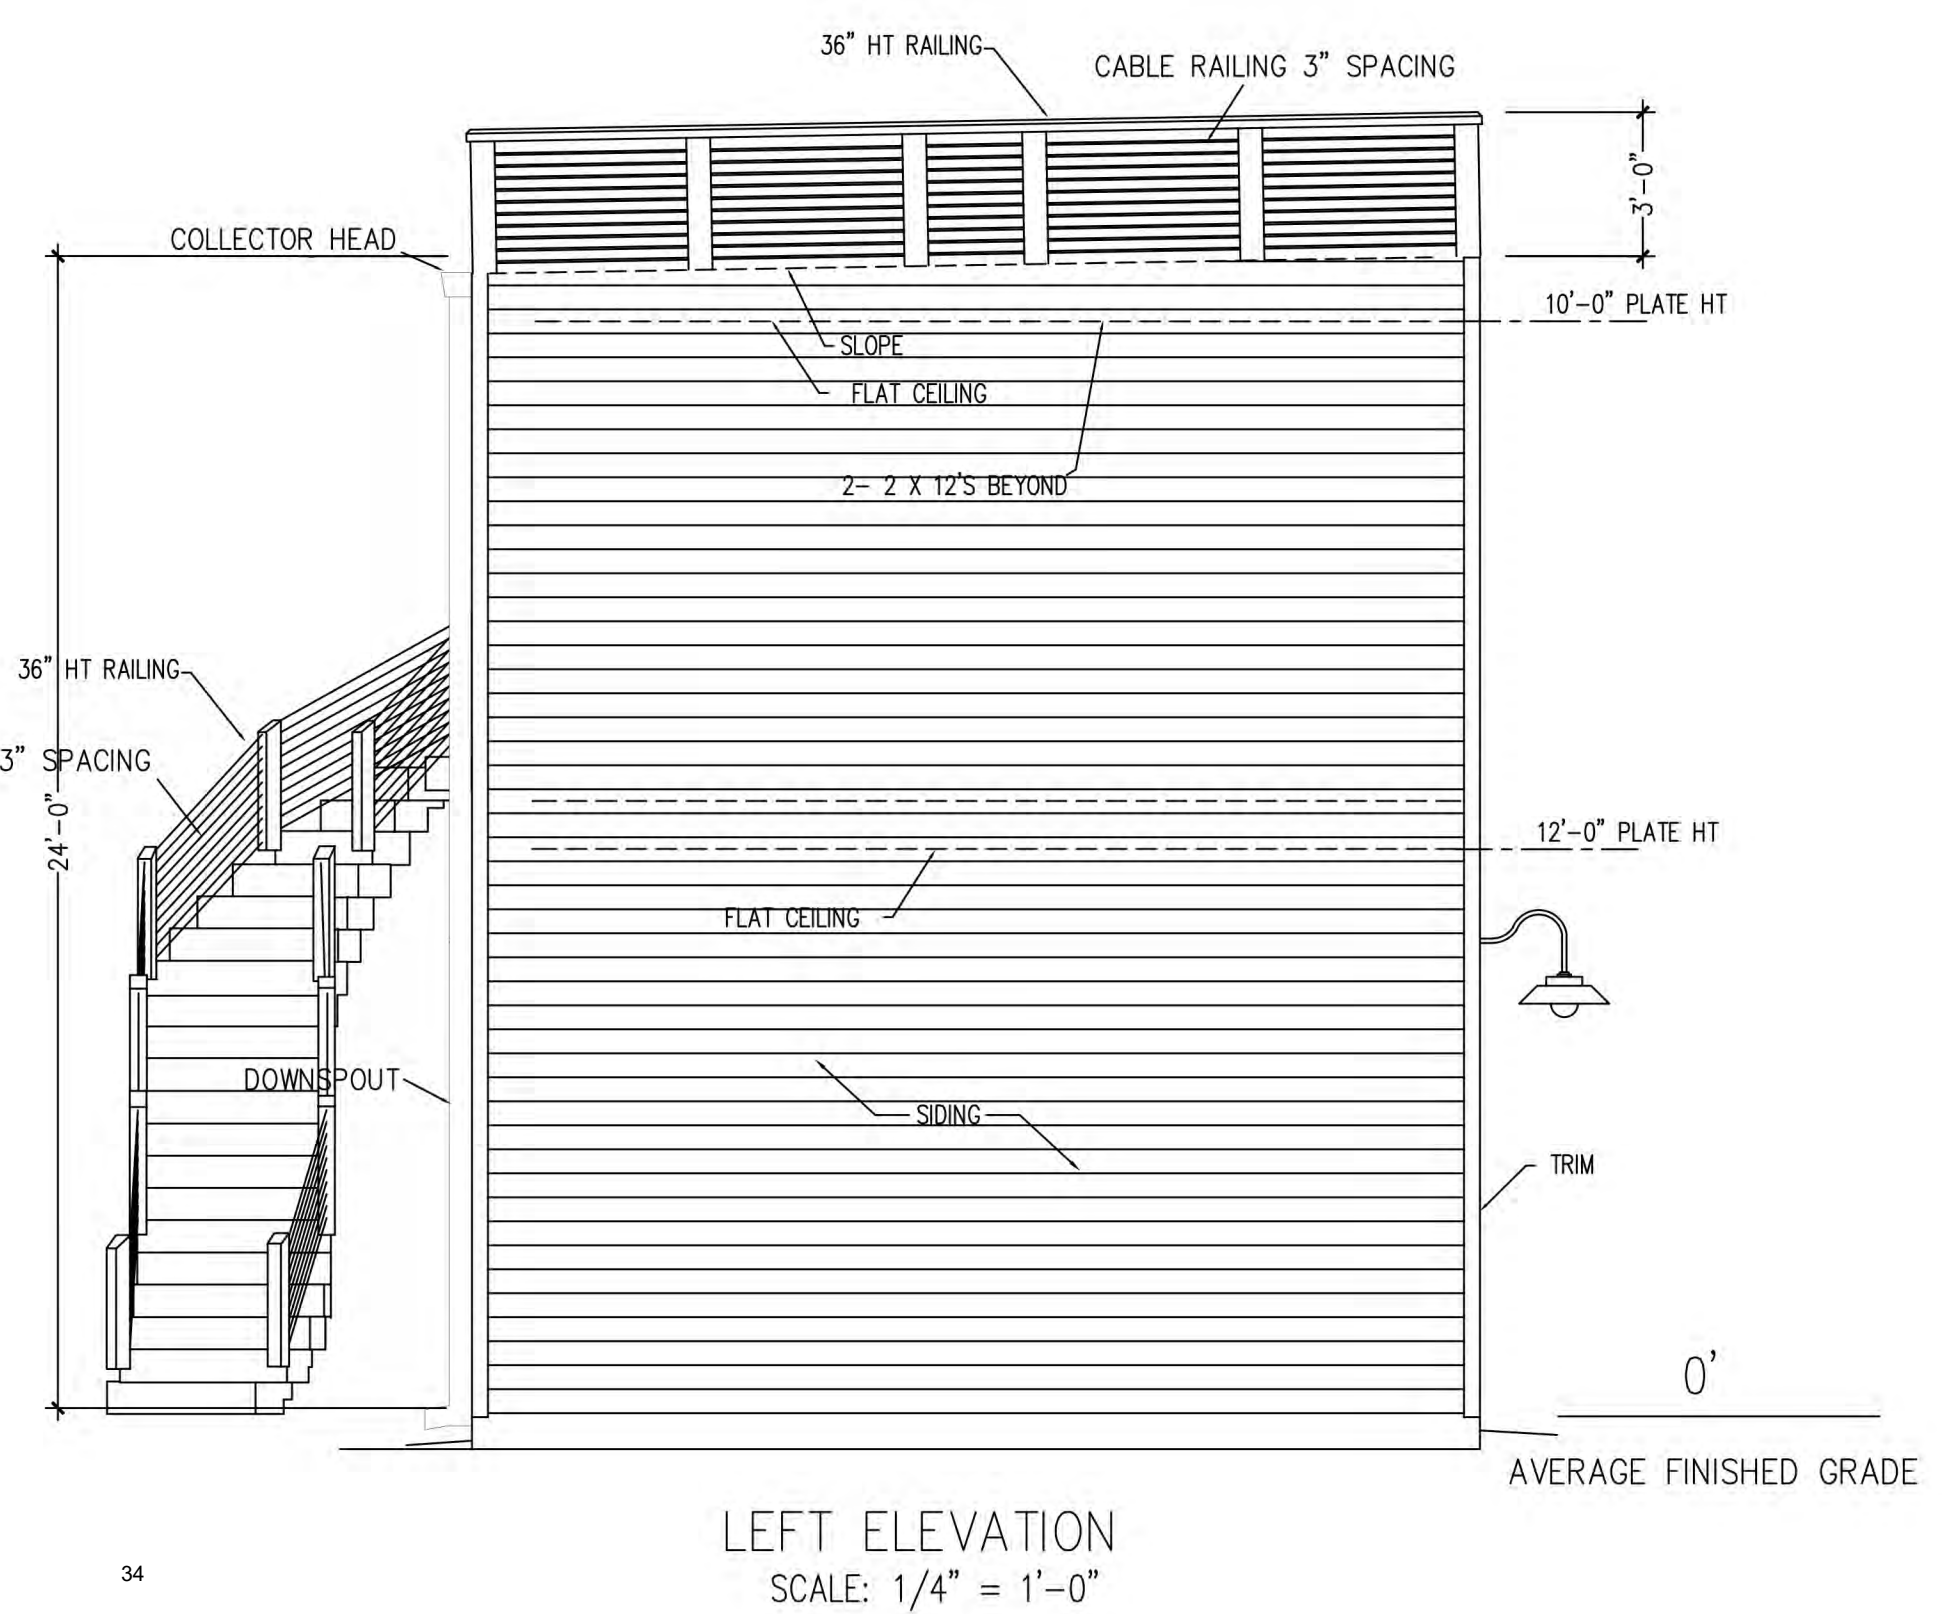 36” HT RAILING
CABLE RAILING 3” SPACING
3'-0”
COLLECTOR HEAD
10'-0” PLATE HT
SLOPE
FLAT CEILING
2- 2 X 12'S BEYOND
36” HT RAILING
3” SPACING
24'-0”
12'-0” PLATE HT
FLAT CEILING
DOWNSPOUT
SIDING
TRIM
0'
AVERAGE FINISHED GRADE
LEFT ELEVATION
SCALE: 1/4” = 1'-0”
34